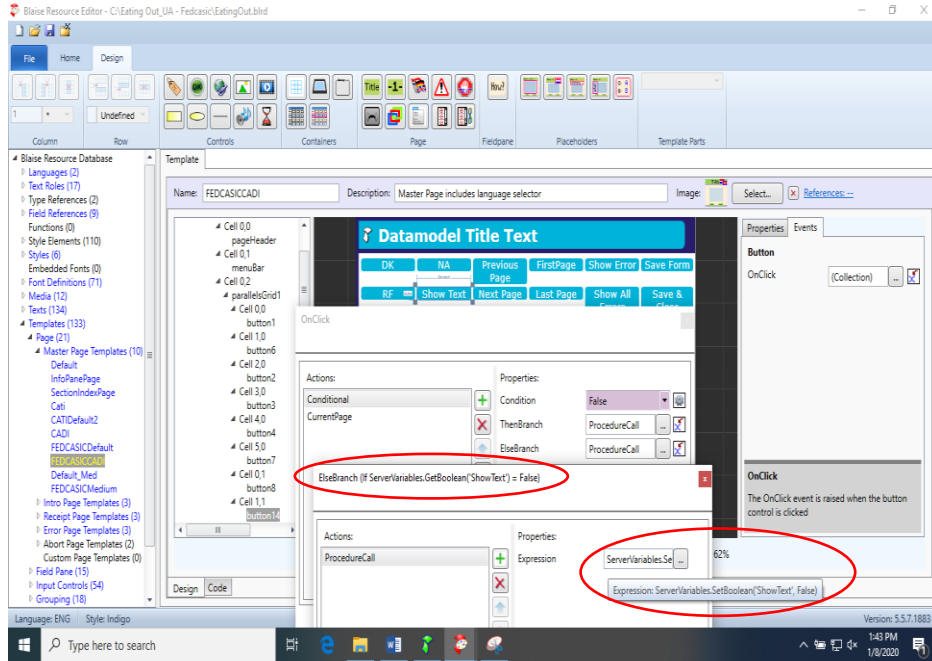 Blaise Resource Editor - C:\Eating Out_UA - Fedcasic\EatingOut.blrd
File Home Design
Title -1- How?
1 Undefined
Column Row Controls Containers Page Fieldpane Placeholders Template Parts
Blaise Resource Database
Languages (2)
Text Roles (17)
Type References (2)
Field References (9)
Functions (0)
Style Elements (110)
Styles (6)
Embedded Fonts (0)
Font Definitions (71)
Media (12)
Texts (134)
Templates (133)
Page (21)
Master Page Templates (10)
Default
InfoPanePage
SectionIndexPage
Cati
CATIDefault2
CADI
FEDCASICDefault
FEDCASICCADI
Default_Med
FEDCASICMedium
Intro Page Templates (3)
Receipt Page Templates (3)
Error Page Templates (3)
Abort Page Templates (2)
Custom Page Templates (0)
Field Pane (15)
Input Controls (54)
Grouping (18)
Template
Name: FEDCASICCADI Description: Master Page includes language selector Image: Select... References: --
Cell 0,0
pageHeader
Cell 0,1
menuBar
Cell 0,2
parallelsGrid1
Cell 0,0
button1
Cell 1,0
button6
Cell 2,0
button2
Cell 3,0
button3
Cell 4,0
button4
Cell 5,0
button7
Cell 0,1
button8
Cell 1,1
button14
Design Code
Datamodel Title Text
DK NA Previous Page FirstPage Show Error Save Form
RF Show Text Next Page Last Page Show All Errors Save & Close
62%
OnClick
Actions: Properties:
Conditional Condition False
CurrentPage ThenBranch ProcedureCall ...
ElseBranch ProcedureCall ...
ElseBranch (If ServerVariables.GetBoolean('ShowText') = False)
x
Actions: Properties:
ProcedureCall Expression ServerVariables.Se ...
Expression: ServerVariables.SetBoolean('ShowText', False)
Properties Events
Button
OnClick (Collection) ...
OnClick
The OnClick event is raised when the button
control is clicked
Language: ENG Style: Indigo Version: 5.5.7.1883
Type here to search
1:43 PM
1/8/2020